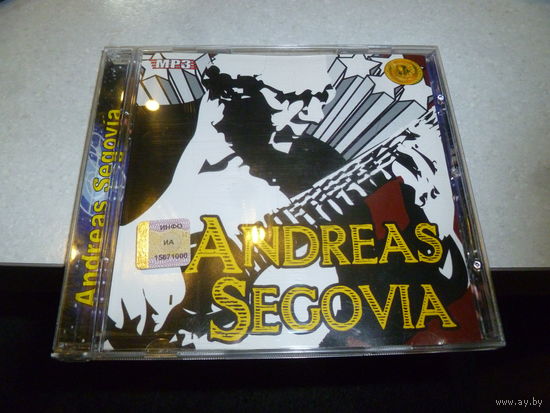 MP3
Andreas Segovia
ИНФО
ИА
15671000
ANDREAS
SEGOVIA
www.ay.by